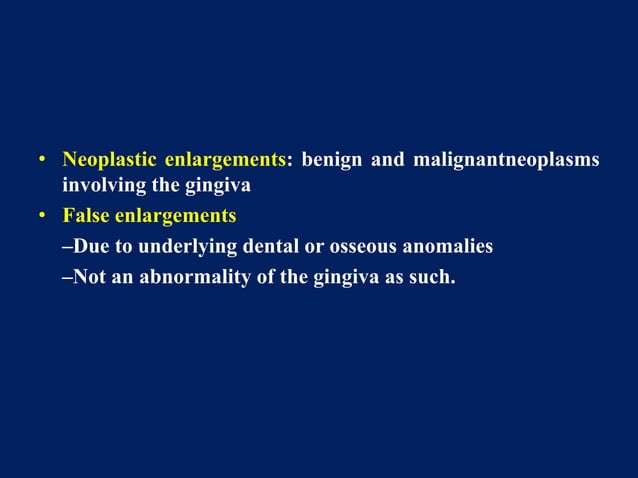 • Neoplastic enlargements: benign and malignantneoplasms
involving the gingiva
• False enlargements
–Due to underlying dental or osseous anomalies
–Not an abnormality of the gingiva as such.